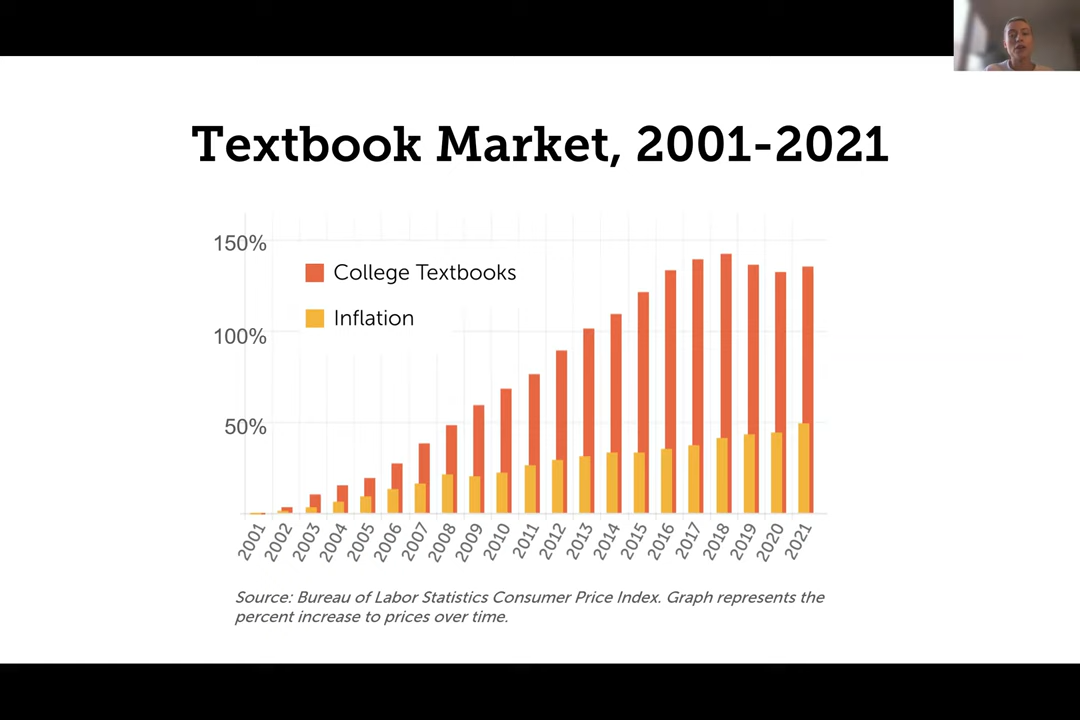 Textbook Market, 2001-2021
150%
College Textbooks
Inflation
100%
50%
2001 2002 2003 2004 2005 2006 2007 2008 2009 2010 2011 2012 2013 2014 2015 2016 2017 2018 2019 2020 2021
Source: Bureau of Labor Statistics Consumer Price Index. Graph represents the
percent increase to prices over time.